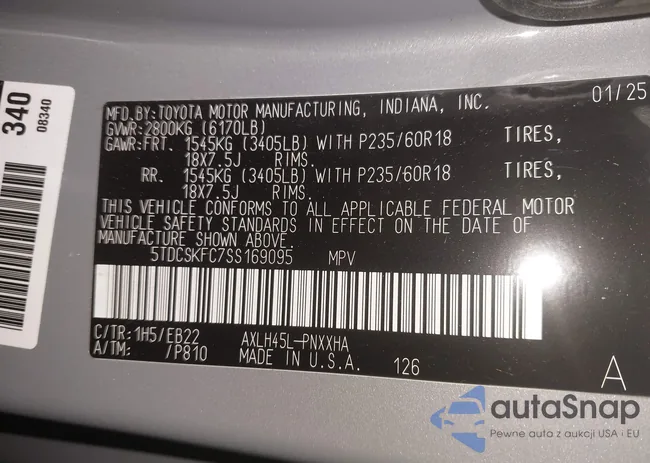 340
08340
MFD.BY:TOYOTA MOTOR MANUFACTURING, INDIANA, INC. 01/25
GVWR:2800KG (6170LB)
GAWR:FRT. 1545KG (3405LB) WITH P235/60R18 TIRES,
18X7.5J RIMS.
RR. 1545KG (3405LB) WITH P235/60R18 TIRES,
18X7.5J RIMS.
THIS VEHICLE CONFORMS TO ALL APPLICABLE FEDERAL MOTOR
VEHICLE SAFETY STANDARDS IN EFFECT ON THE DATE OF
MANUFACTURE SHOWN ABOVE.
5TDCSKFC7SS169095 MPV
C/TR:1H5/EB22 AXLH45L-PNXXHA
A/TM: /P810 MADE IN U.S.A. 126 A
autaSnap
Pewne auta z aukcji USA i EU